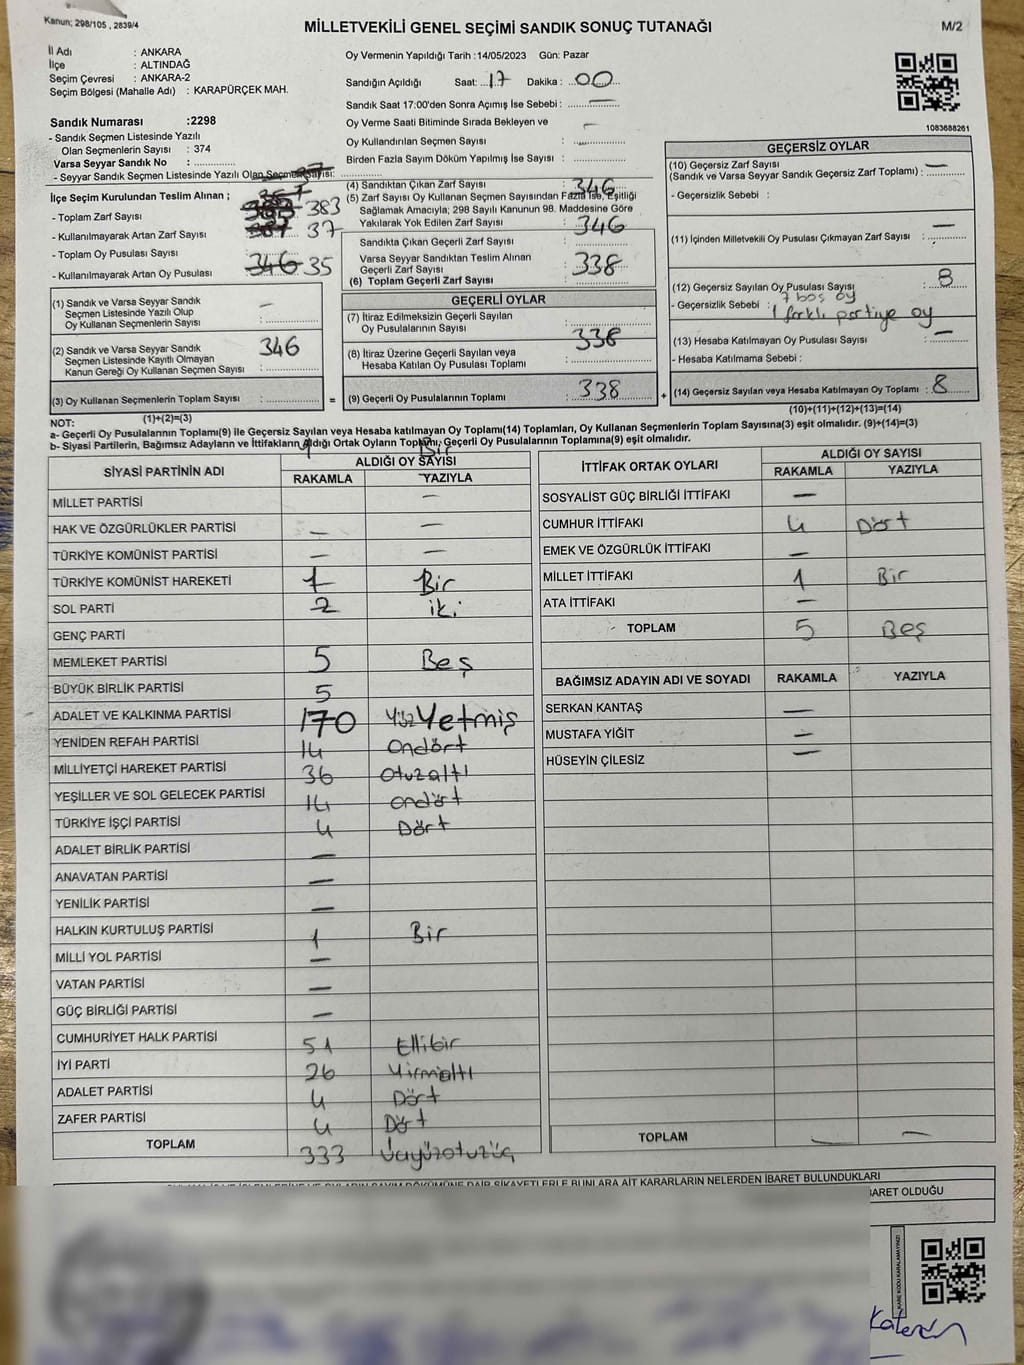 Kanun; 298/105 , 2839/4
MİLLETVEKİLİ GENEL SEÇİMİ SANDIK SONUÇ TUTANAĞI
M/2
İl Adı : ANKARA
İlçe : ALTINDAĞ
Seçim Çevresi : ANKARA-2
Seçim Bölgesi (Mahalle Adı) : KARAPÜRÇEK MAH.
Sandık Numarası :2298
- Sandık Seçmen Listesinde Yazılı
Olan Seçmenlerin Sayısı : 374
Varsa Seyyar Sandık No :
- Seyyar Sandık Seçmen Listesinde Yazılı Olan Seçmen Sayısı:
Oy Vermenin Yapıldığı Tarih :14/05/2023 Gün: Pazar
Sandığın Açıldığı Saat: 17 Dakika : 00
Sandık Saat 17:00'den Sonra Açımış İse Sebebi : —
Oy Verme Saati Bitiminde Sırada Bekleyen ve
Oy Kullandırılan Seçmen Sayısı : —
Birden Fazla Sayım Döküm Yapılmış İse Sayısı :
1083688261
İlçe Seçim Kurulundan Teslim Alınan ;
- Toplam Zarf Sayısı 383
- Kullanılmayarak Artan Zarf Sayısı 37
- Toplam Oy Pusulası Sayısı
- Kullanılmayarak Artan Oy Pusulası 346 35
(1) Sandık ve Varsa Seyyar Sandık
Seçmen Listesinde Yazılı Olup
Oy Kullanan Seçmenlerin Sayısı : —
(2) Sandık ve Varsa Seyyar Sandık
Seçmen Listesinde Kayıtlı Olmayan
Kanun Gereği Oy Kullanan Seçmen Sayısı : 346
(3) Oy Kullanan Seçmenlerin Toplam Sayısı :
(1)+(2)=(3)
(4) Sandıktan Çıkan Zarf Sayısı : 346
(5) Zarf Sayısı Oy Kullanan Seçmen Sayısından Fazla İse, Eşitliği
Sağlamak Amacıyla; 298 Sayılı Kanunun 98. Maddesine Göre
Yakılarak Yok Edilen Zarf Sayısı : 346
Sandıkta Çıkan Geçerli Zarf Sayısı :
Varsa Seyyar Sandıktan Teslim Alınan
Geçerli Zarf Sayısı : 338
(6) Toplam Geçerli Zarf Sayısı :
GEÇERLİ OYLAR
(7) İtiraz Edilmeksizin Geçerli Sayılan
Oy Pusulalarının Sayısı : 338
(8) İtiraz Üzerine Geçerli Sayılan veya
Hesaba Katılan Oy Pusulası Toplamı :
= (9) Geçerli Oy Pusulalarının Toplamı : 338 +
GEÇERSİZ OYLAR
(10) Geçersiz Zarf Sayısı
(Sandık ve Varsa Seyyar Sandık Geçersiz Zarf Toplamı) : —
- Geçersizlik Sebebi :
(11) İçinden Milletvekili Oy Pusulası Çıkmayan Zarf Sayısı : —
(12) Geçersiz Sayılan Oy Pusulası Sayısı : 8
- Geçersizlik Sebebi : 7 boş oy
1 farklı partiye oy
(13) Hesaba Katılmayan Oy Pusulası Sayısı : —
- Hesaba Katılmama Sebebi :
(14) Geçersiz Sayılan veya Hesaba Katılmayan Oy Toplamı : 8
(10)+(11)+(12)+(13)=(14)
NOT:
a- Geçerli Oy Pusulalarının Toplamı(9) ile Geçersiz Sayılan veya Hesaba katılmayan Oy Toplamı(14) Toplamları, Oy Kullanan Seçmenlerin Toplam Sayısına(3) eşit olmalıdır. (9)+(14)=(3)
b- Siyasi Partilerin, Bağımsız Adayların ve İttifakların Aldığı Ortak Oyların Toplamı, Geçerli Oy Pusulalarının Toplamına(9) eşit olmalıdır.
SİYASİ PARTİNİN ADI ALDIĞI OY SAYISI
RAKAMLA YAZIYLA
MİLLET PARTİSİ —
HAK VE ÖZGÜRLÜKLER PARTİSİ — —
TÜRKİYE KOMÜNİST PARTİSİ — —
TÜRKİYE KOMÜNİST HAREKETİ 1 Bir
SOL PARTİ 2 iki
GENÇ PARTİ
MEMLEKET PARTİSİ 5 Beş
BÜYÜK BİRLİK PARTİSİ 5
ADALET VE KALKINMA PARTİSİ 170 Yüz Yetmiş
YENİDEN REFAH PARTİSİ 14 Ondört
MİLLİYETÇİ HAREKET PARTİSİ 36 Otuzaltı
YEŞİLLER VE SOL GELECEK PARTİSİ 14 Ondört
TÜRKİYE İŞÇİ PARTİSİ 4 Dört
ADALET BİRLİK PARTİSİ —
ANAVATAN PARTİSİ —
YENİLİK PARTİSİ —
HALKIN KURTULUŞ PARTİSİ 1 Bir
MİLLİ YOL PARTİSİ —
VATAN PARTİSİ —
GÜÇ BİRLİĞİ PARTİSİ —
CUMHURİYET HALK PARTİSİ 51 Ellibir
İYİ PARTİ 26 Yirmialtı
ADALET PARTİSİ 4 Dört
ZAFER PARTİSİ 4 Dört
TOPLAM 333 Üçyüzotuzüç
İTTİFAK ORTAK OYLARI ALDIĞI OY SAYISI
RAKAMLA YAZIYLA
SOSYALİST GÜÇ BİRLİĞİ İTTİFAKI —
CUMHUR İTTİFAKI 4 Dört
EMEK VE ÖZGÜRLÜK İTTİFAKI —
MİLLET İTTİFAKI 1 Bir
ATA İTTİFAKI —
TOPLAM 5 Beş
BAĞIMSIZ ADAYIN ADI VE SOYADI RAKAMLA YAZIYLA
SERKAN KANTAŞ —
MUSTAFA YİĞİT —
HÜSEYİN ÇİLESİZ —
TOPLAM — —
DÖKÜMÜNE DAİR ŞİKAYETLERLE BUNLARA AİT KARARLARIN NELERDEN İBARET BULUNDUKLARI
BARET OLDUĞU
KARE KODU KARALAMAYINIZ!